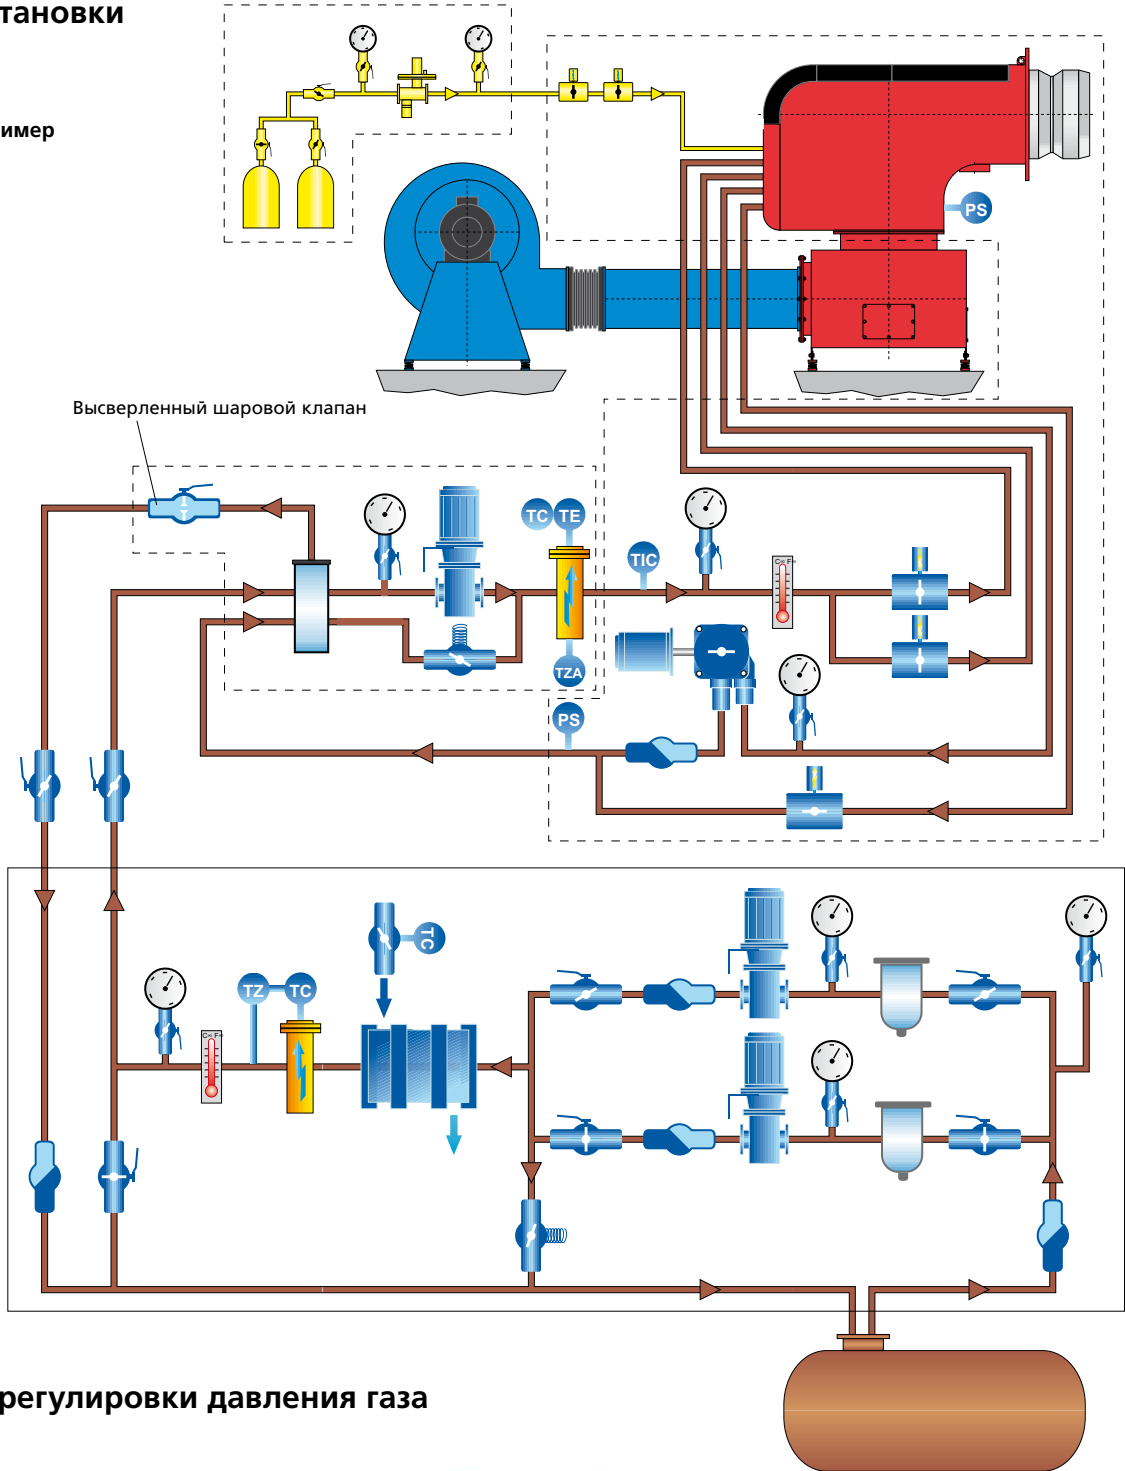 тановки
имер
PS
Высверленный шаровой клапан
TC TE
TIC
C° F°
TZA
PS
TC
TZ TC
C° F°
регулировки давления газа